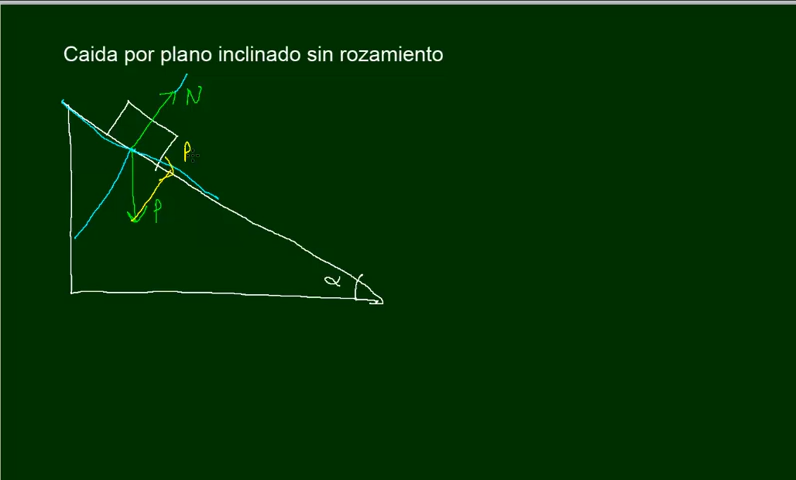 Caida por plano inclinado sin rozamiento
N
P
P
α